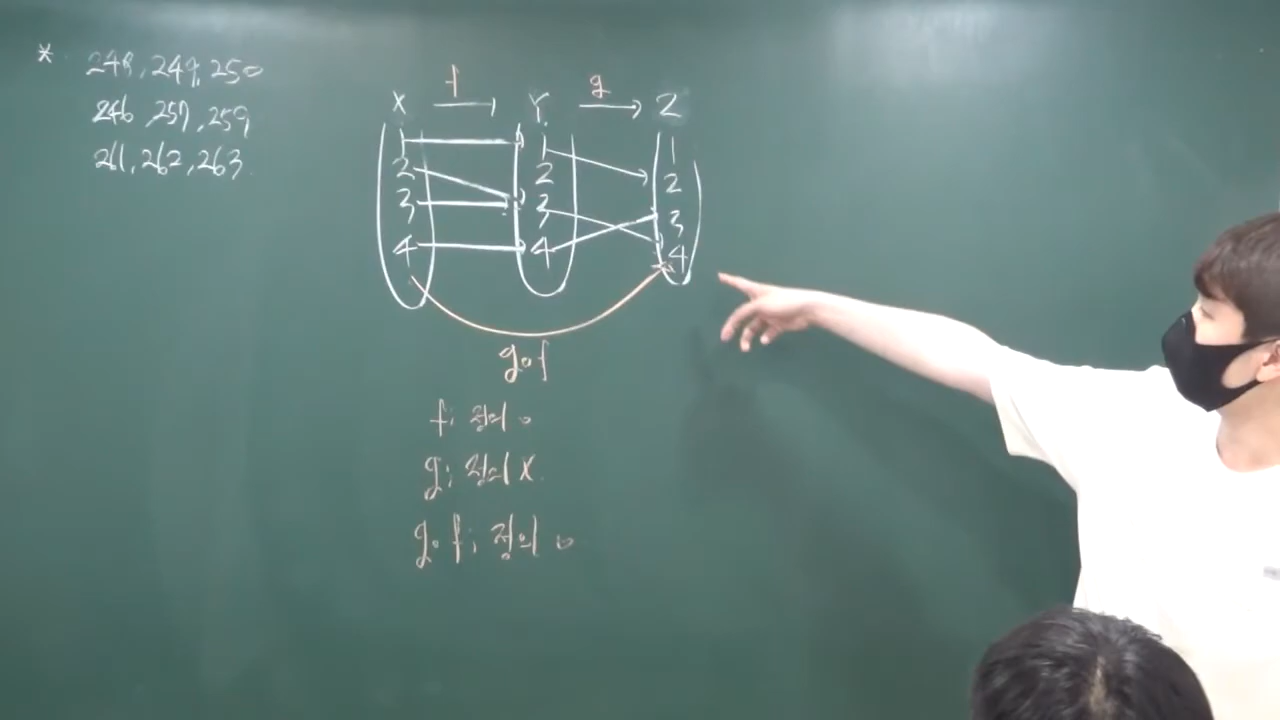 * 248, 249, 250
246, 257, 259
261, 262, 263
f g
X Y Z
1 1 1
2 2 2
3 3 3
4 4 4
g∘f
f; 정의 o
g; 정의 X
g∘f; 정의 o